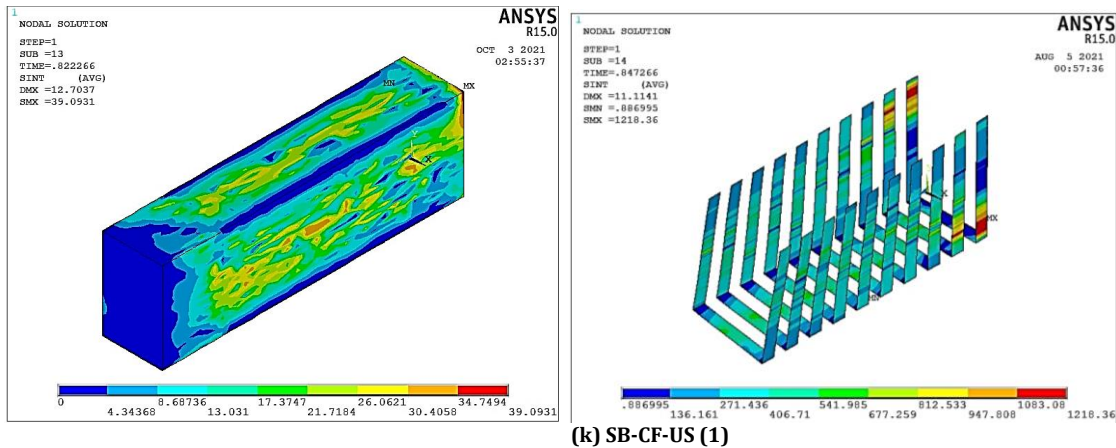 1
NODAL SOLUTION
STEP=1
SUB =13
TIME=.822266
SINT (AVG)
DMX =12.7037
SMX =39.0931
ANSYS
R15.0
OCT 3 2021
02:55:37
MN
MX
Y
X
0
4.34368
8.68736
13.031
17.3747
21.7184
26.0621
30.4058
34.7494
39.0931
1
NODAL SOLUTION
STEP=1
SUB =14
TIME=.847266
SINT (AVG)
DMX =11.1141
SMN =.886995
SMX =1218.36
ANSYS
R15.0
AUG 5 2021
00:57:36
X
MX
MN
.886995
136.161
271.436
406.71
541.985
677.259
812.533
947.808
1083.08
1218.36
(k) SB-CF-US (1)